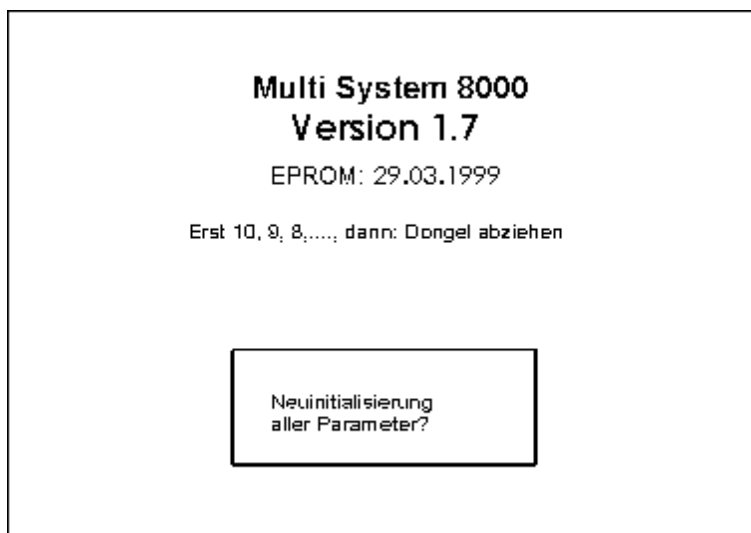 Multi System 8000
Version 1.7
EPROM: 29.03.1999
Erst 10, 9, 8,...., dann: Dongel abziehen
Neuinitialisierung
aller Parameter?